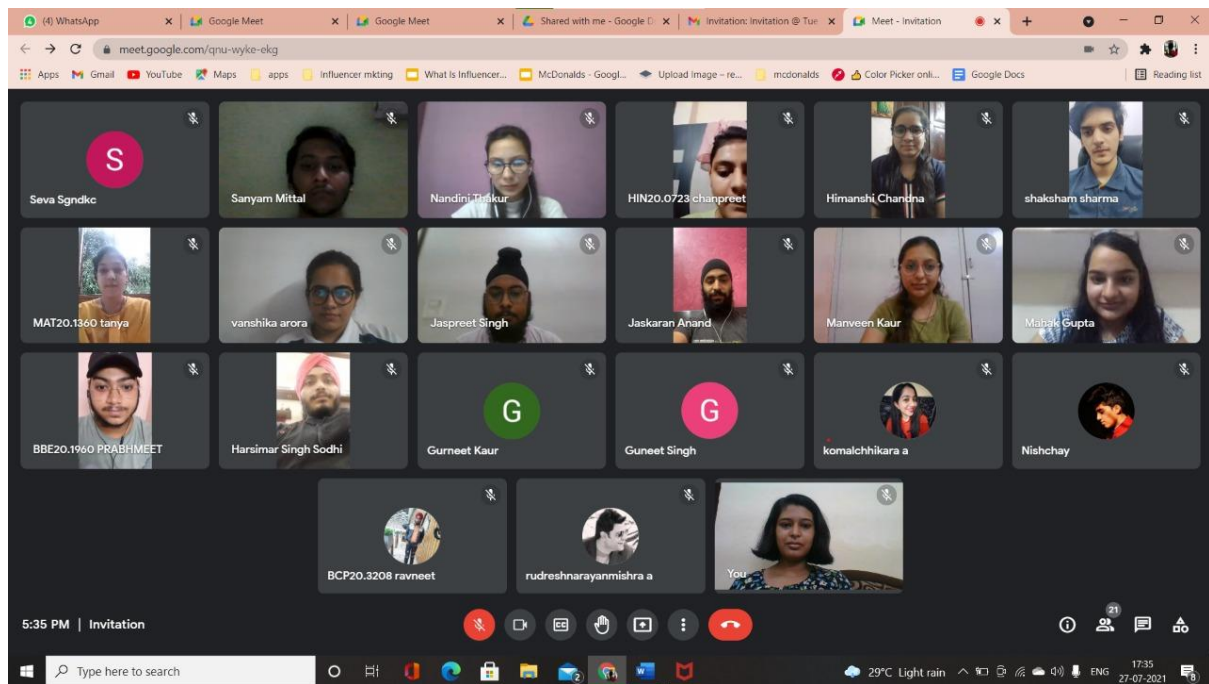 (4) WhatsApp
Google Meet
Google Meet
Shared with me - Google D
Invitation: Invitation @ Tue
Meet - Invitation
meet.google.com/qnu-wyke-ekg
Apps
Gmail
YouTube
Maps
apps
Influencer mkting
What Is Influencer...
McDonalds - Googl...
Upload Image – re...
mcdonalds
Color Picker onli...
Google Docs
Reading list
S
Seva Sgndkc
Sanyam Mittal
Nandini Thakur
HIN20.0723 chanpreet
Himanshi Chandna
shaksham sharma
MAT20.1360 tanya
vanshika arora
Jaspreet Singh
Jaskaran Anand
Manveen Kaur
Mahak Gupta
BBE20.1960 PRABHMEET
Harsimar Singh Sodhi
G
Gurneet Kaur
G
Guneet Singh
komalchhikara a
Nishchay
BCP20.3208 ravneet
rudreshnarayanmishra a
You
5:35 PM | Invitation
CC
21
Type here to search
2
W
29°C Light rain
ENG
17:35
27-07-2021
8